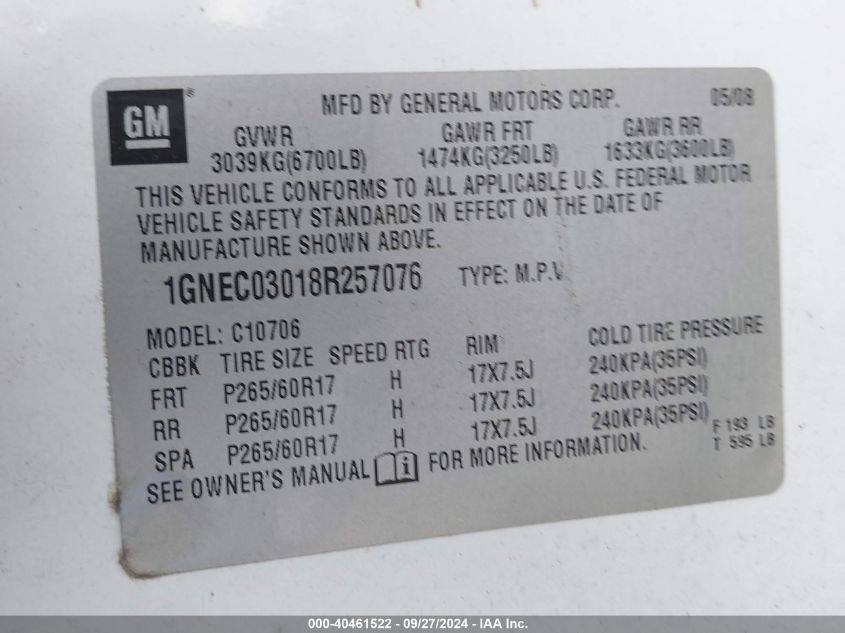 GM ® MFD BY GENERAL MOTORS CORP. 05/08
GVWR GAWR FRT GAWR RR
3039KG(6700LB) 1474KG(3250LB) 1633KG(3600LB)
THIS VEHICLE CONFORMS TO ALL APPLICABLE U.S. FEDERAL MOTOR
VEHICLE SAFETY STANDARDS IN EFFECT ON THE DATE OF
MANUFACTURE SHOWN ABOVE.
1GNEC03018R257076 TYPE: M.P.V.
MODEL: C10706
CBBK TIRE SIZE SPEED RTG RIM COLD TIRE PRESSURE
FRT P265/60R17 H 17X7.5J 240KPA(35PSI)
RR P265/60R17 H 17X7.5J 240KPA(35PSI)
SPA P265/60R17 H 17X7.5J 240KPA(35PSI)
F 193 LB
T 595 LB
SEE OWNER'S MANUAL i FOR MORE INFORMATION.
000-40461522 - 09/27/2024 - IAA Inc.